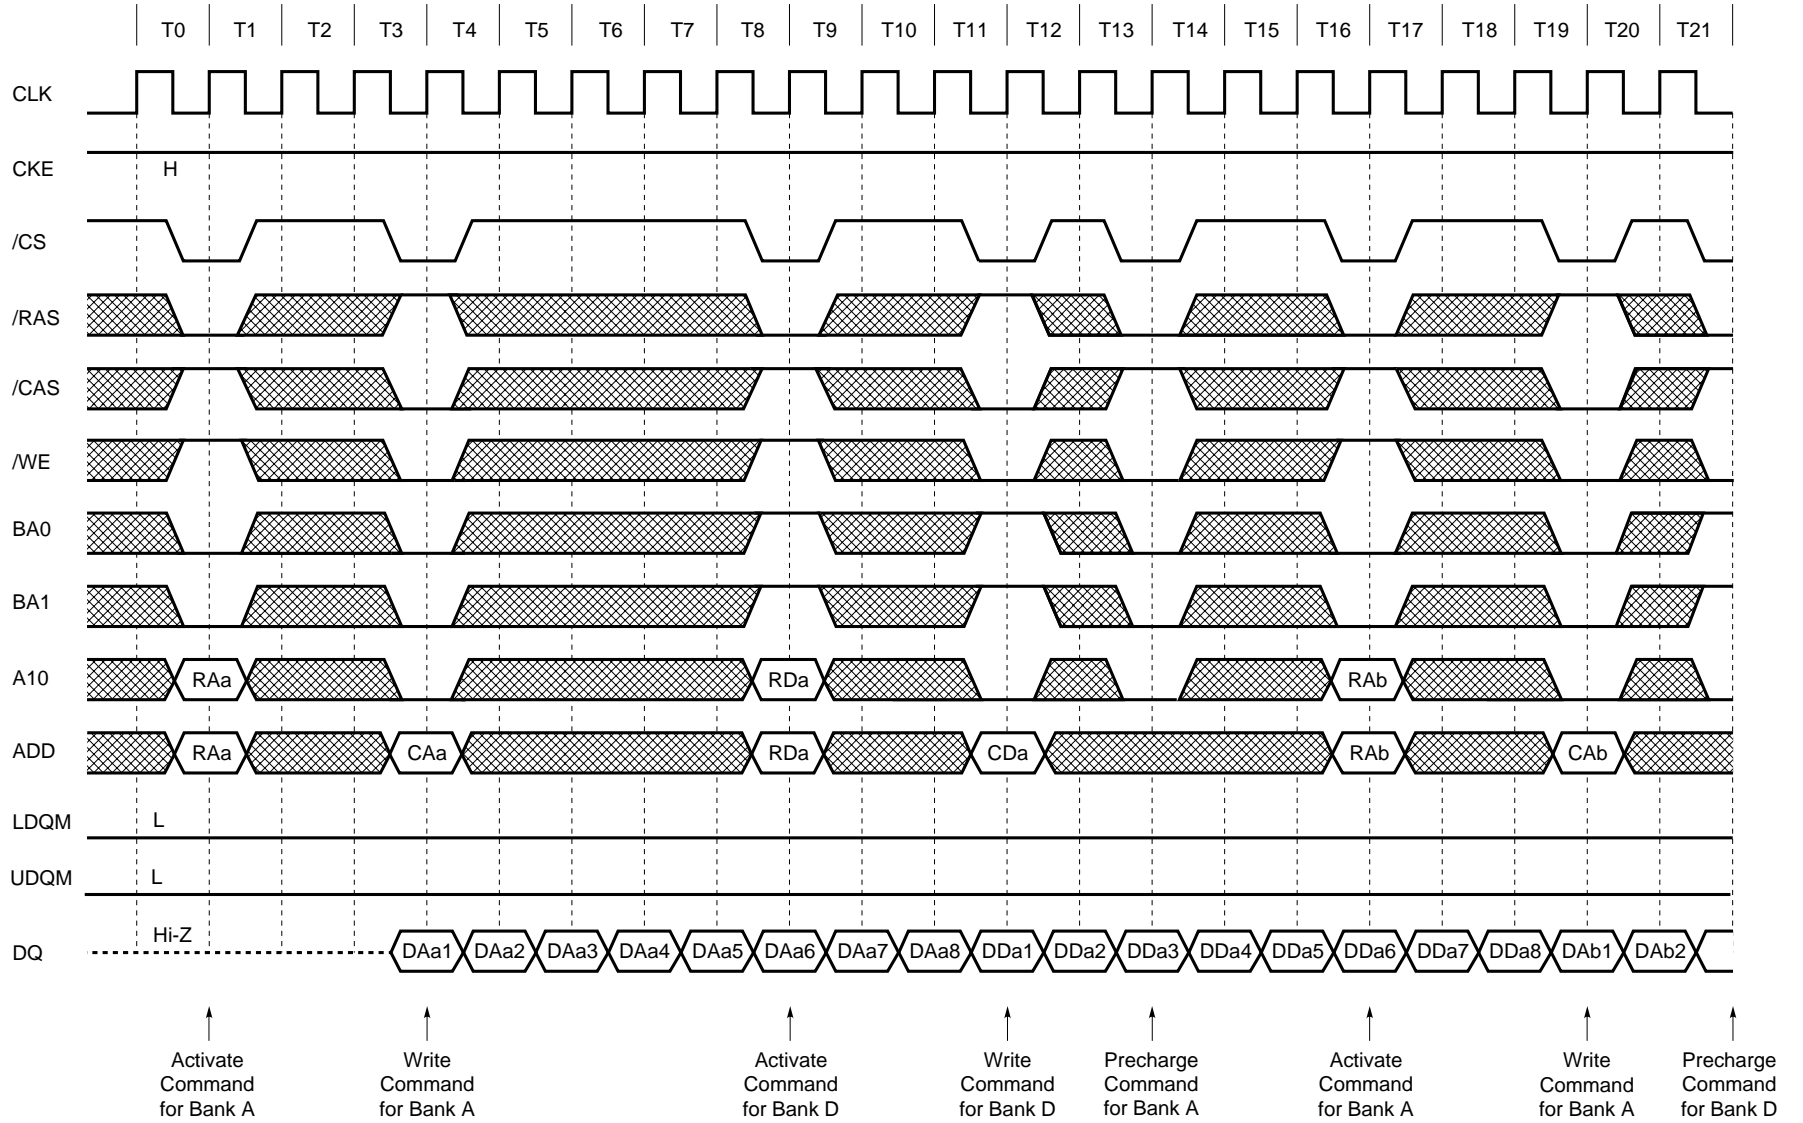 T0 T1 T2 T3 T4 T5 T6 T7 T8 T9 T10 T11 T12 T13 T14 T15 T16 T17 T18 T19 T20 T21
CLK
CKE H
/CS
/RAS
/CAS
/WE
BA0
BA1
A10 RAa RDa RAb
ADD RAa CAa RDa CDa RAb CAb
LDQM L
UDQM L
DQ Hi-Z DAa1 DAa2 DAa3 DAa4 DAa5 DAa6 DAa7 DAa8 DDa1 DDa2 DDa3 DDa4 DDa5 DDa6 DDa7 DDa8 DAb1 DAb2
Activate
Command
for Bank A
Write
Command
for Bank A
Activate
Command
for Bank D
Write
Command
for Bank D
Precharge
Command
for Bank A
Activate
Command
for Bank A
Write
Command
for Bank A
Precharge
Command
for Bank D